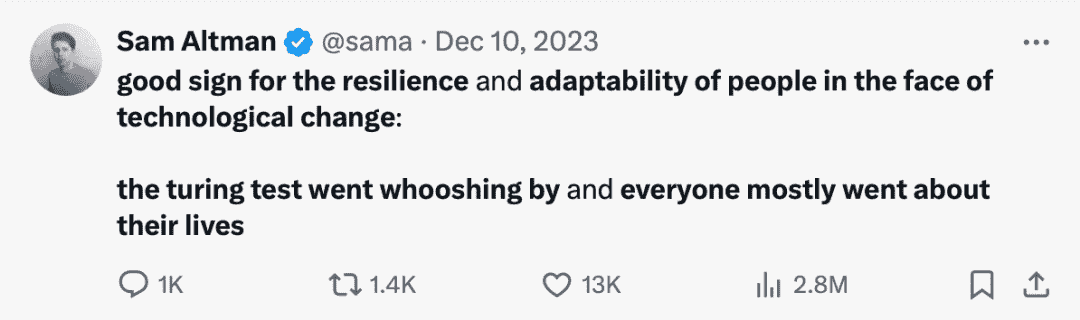 Sam Altman @sama · Dec 10, 2023
good sign for the resilience and adaptability of people in the face of
technological change:
the turing test went whooshing by and everyone mostly went about
their lives
1K 1.4K 13K 2.8M